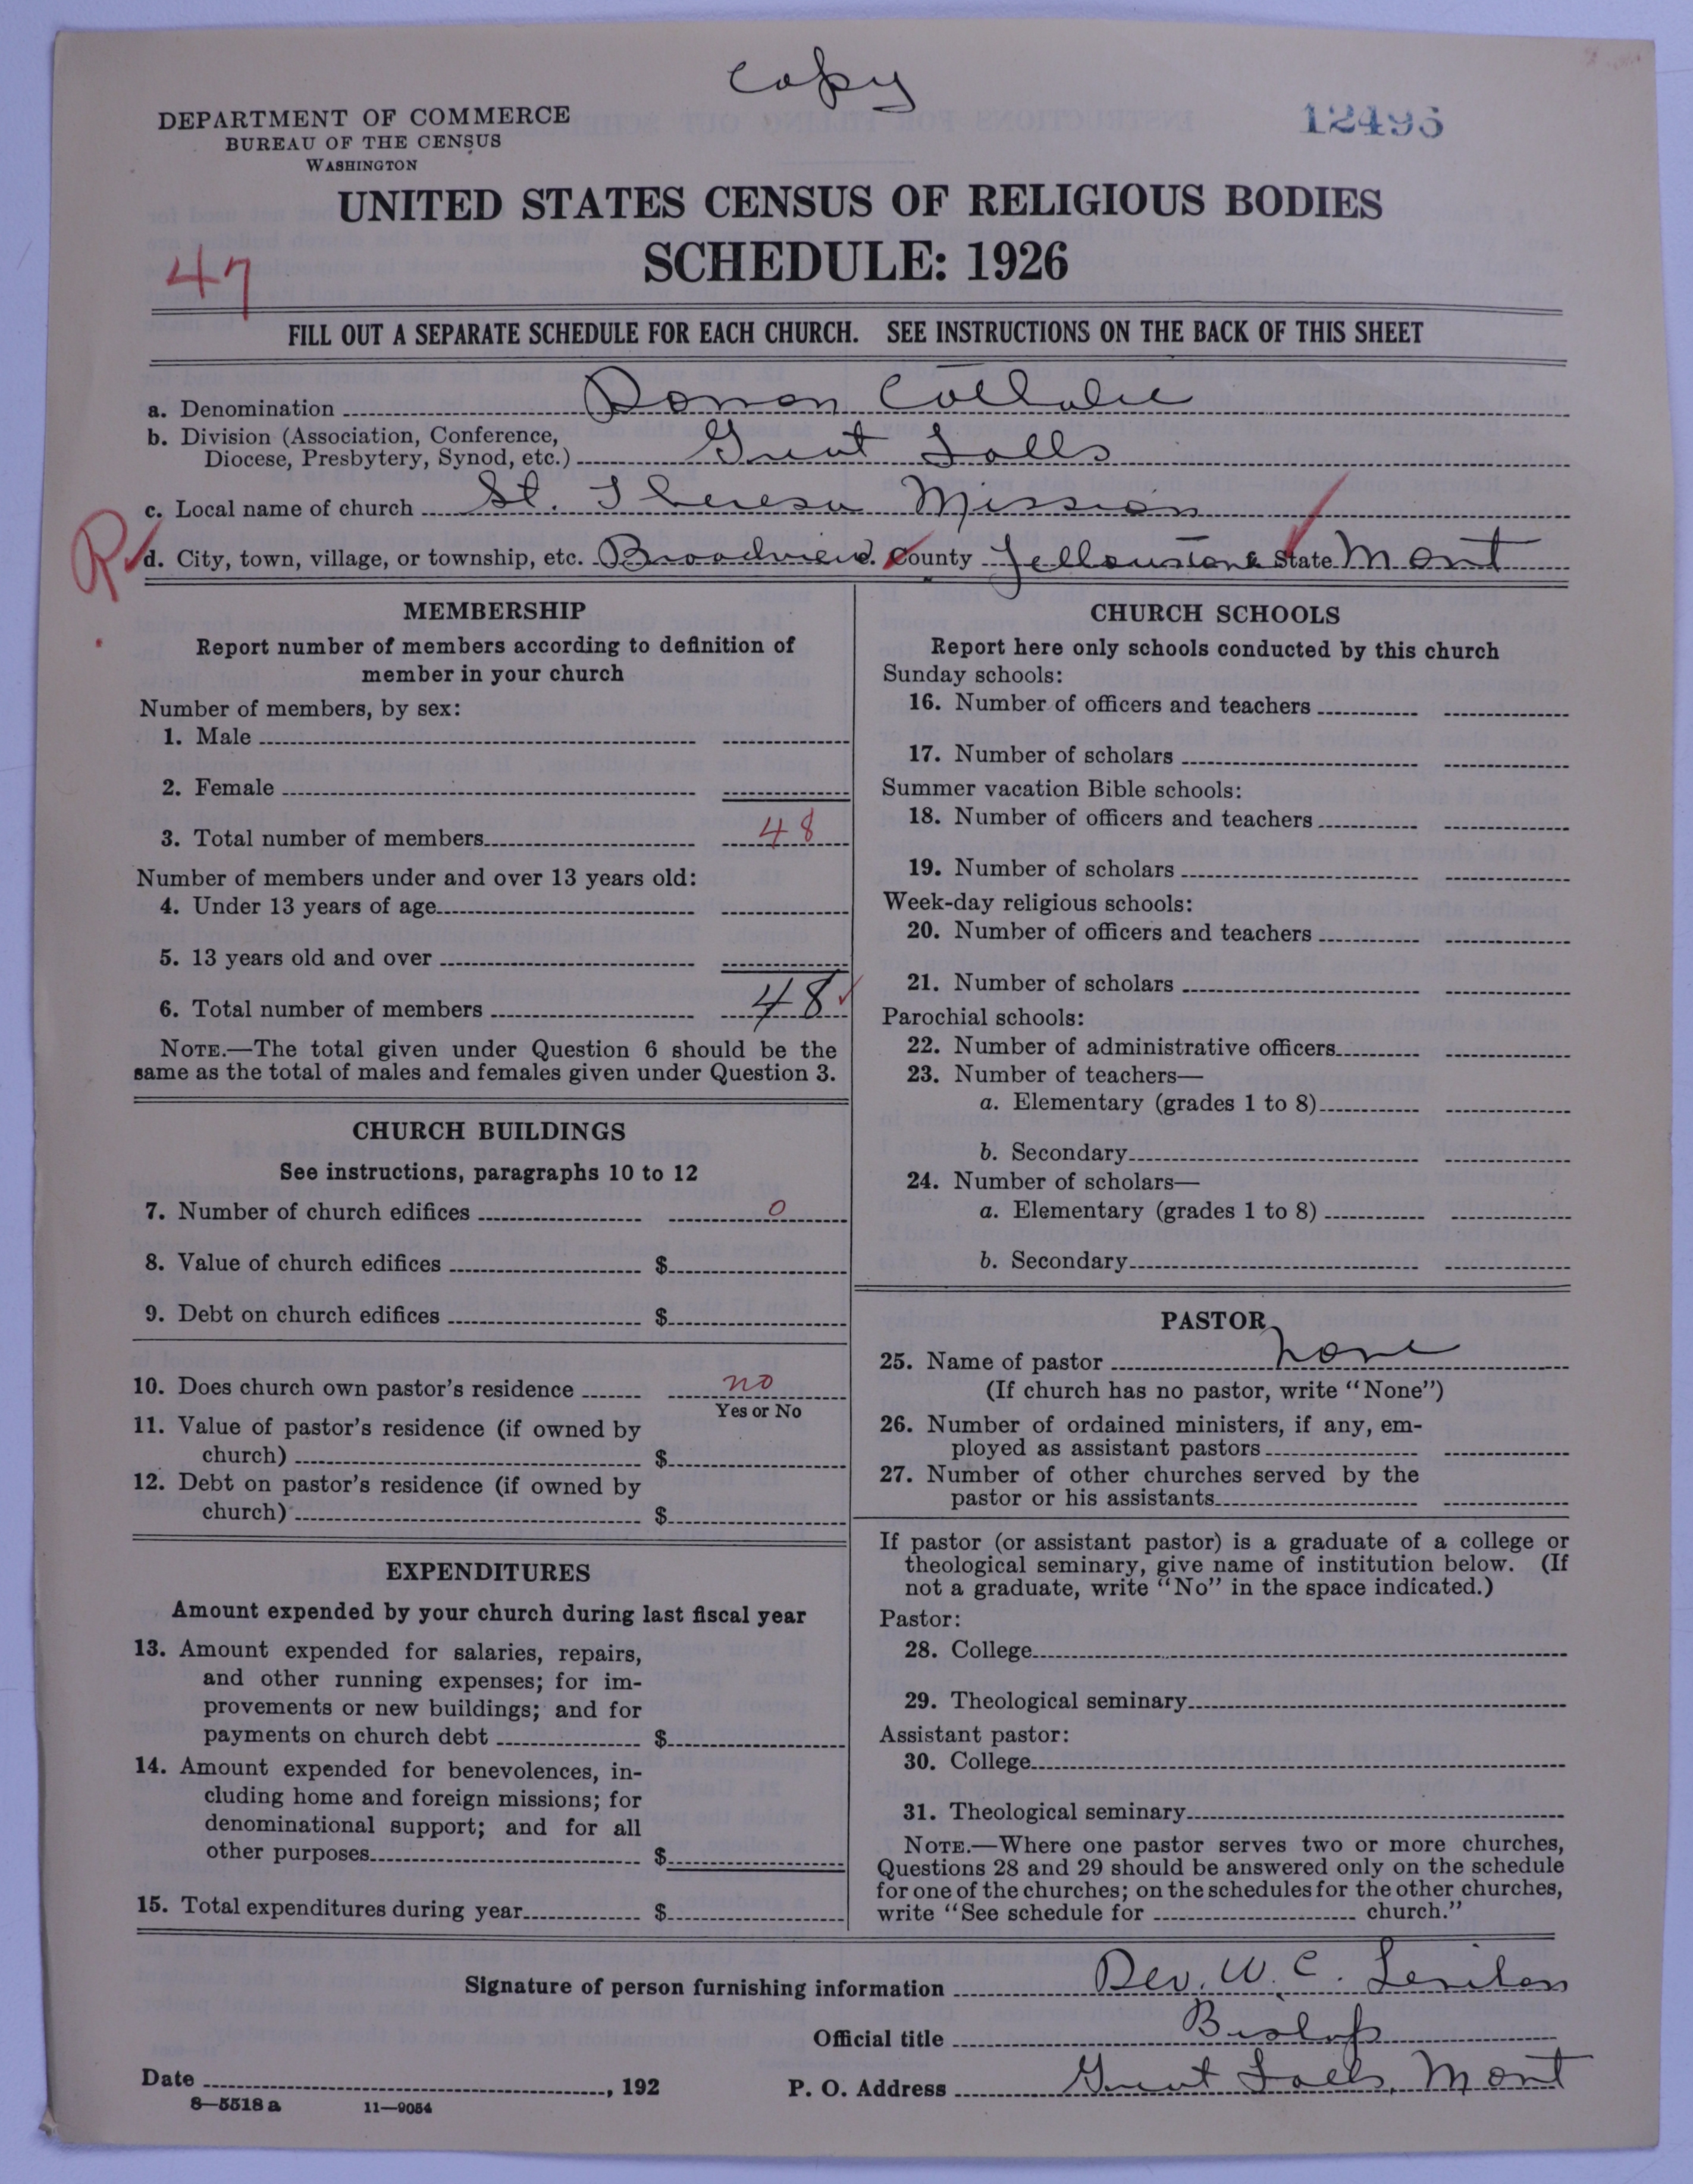 copy
12495
DEPARTMENT OF COMMERCE
BUREAU OF THE CENSUS
WASHINGTON
UNITED STATES CENSUS OF RELIGIOUS BODIES
SCHEDULE: 1926
47
FILL OUT A SEPARATE SCHEDULE FOR EACH CHURCH. SEE INSTRUCTIONS ON THE BACK OF THIS SHEET
a. Denomination Roman Catholic
b. Division (Association, Conference,
Diocese, Presbytery, Synod, etc.) Great Falls
c. Local name of church St. Theresa Mission
R d. City, town, village, or township, etc. Broadview. County Yellowstone State Mont
MEMBERSHIP
Report number of members according to definition of
member in your church
Number of members, by sex:
1. Male
2. Female
3. Total number of members 48
Number of members under and over 13 years old:
4. Under 13 years of age
5. 13 years old and over
6. Total number of members 48
NOTE.—The total given under Question 6 should be the
same as the total of males and females given under Question 3.
CHURCH BUILDINGS
See instructions, paragraphs 10 to 12
7. Number of church edifices 0
8. Value of church edifices $
9. Debt on church edifices $
10. Does church own pastor's residence no
Yes or No
11. Value of pastor's residence (if owned by
church) $
12. Debt on pastor's residence (if owned by
church) $
EXPENDITURES
Amount expended by your church during last fiscal year
13. Amount expended for salaries, repairs,
and other running expenses; for im-
provements or new buildings; and for
payments on church debt $
14. Amount expended for benevolences, in-
cluding home and foreign missions; for
denominational support; and for all
other purposes $
15. Total expenditures during year $
CHURCH SCHOOLS
Report here only schools conducted by this church
Sunday schools:
16. Number of officers and teachers
17. Number of scholars
Summer vacation Bible schools:
18. Number of officers and teachers
19. Number of scholars
Week-day religious schools:
20. Number of officers and teachers
21. Number of scholars
Parochial schools:
22. Number of administrative officers
23. Number of teachers—
a. Elementary (grades 1 to 8)
b. Secondary
24. Number of scholars—
a. Elementary (grades 1 to 8)
b. Secondary
PASTOR
25. Name of pastor none
(If church has no pastor, write "None")
26. Number of ordained ministers, if any, em-
ployed as assistant pastors
27. Number of other churches served by the
pastor or his assistants
If pastor (or assistant pastor) is a graduate of a college or
theological seminary, give name of institution below. (If
not a graduate, write "No" in the space indicated.)
Pastor:
28. College
29. Theological seminary
Assistant pastor:
30. College
31. Theological seminary
NOTE.—Where one pastor serves two or more churches,
Questions 28 and 29 should be answered only on the schedule
for one of the churches; on the schedules for the other churches,
write "See schedule for church."
Signature of person furnishing information Rev. W. C. Lenihan
Official title Bishop
Date , 192 P. O. Address Great Falls, Mont
8—5518 a 11—9054